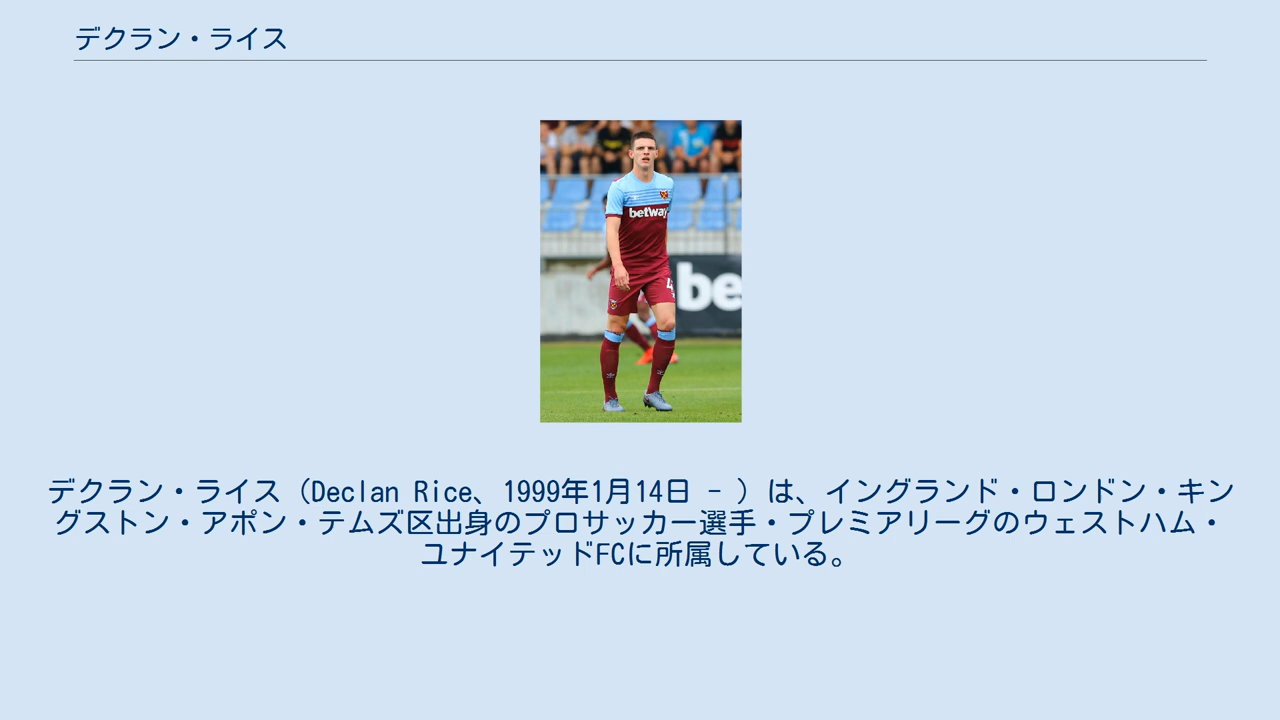 デクラン・ライス
betway
4
be
デクラン・ライス（Declan Rice、1999年1月14日 - ）は、イングランド・ロンドン・キン
グストン・アポン・テムズ区出身のプロサッカー選手・プレミアリーグのウェストハム・
ユナイテッドFCに所属している。